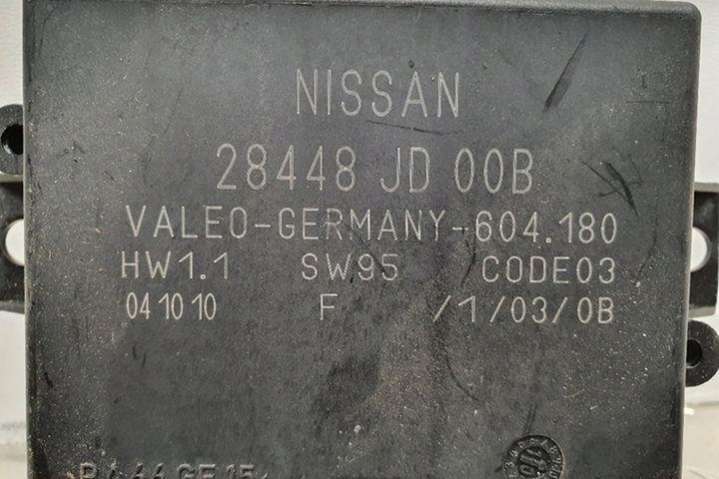 NISSAN
28448 JD 00B
VALEO-GERMANY-604.180
HW1.1 SW95 CODE03
04 10 10 F /1/03/0B